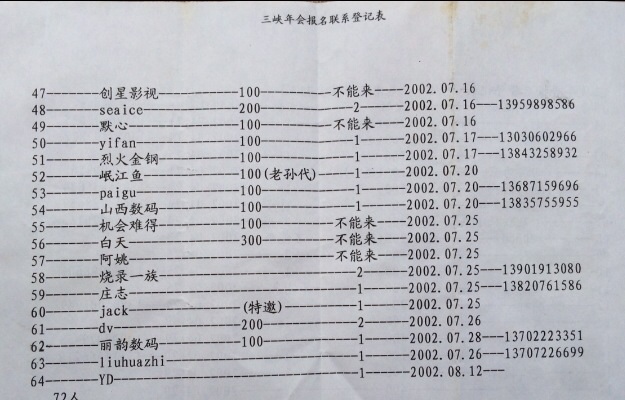 三峡年会报名联系登记表
47--------创星影视------------100-----------不能来----2002.07.16
48--------seaice------------200-------------2------2002.07.16---13959898586
49--------默心----------------100-----------不能来----2002.07.16
50--------yifan-------------100-------------1------2002.07.17---13030602966
51--------烈火金钢------------100-------------1------2002.07.17---13843258932
52--------岷江鱼--------------100(老孙代)-----1------2002.07.20
53--------paigu-------------100-------------1------2002.07.20---13687159696
54--------山西数码------------100-------------1------2002.07.20---13835755955
55--------机会难得------------100-----------不能来----2002.07.25
56--------白天----------------300-----------不能来----2002.07.25
57--------阿姚----------------------------不能来----2002.07.25
58--------烧录一族----------------------------2------2002.07.25---13901913080
59--------庄志--------------------------------1------2002.07.25---13820761586
60--------jack--------------(特邀)----------1------2002.07.25
61--------dv----------------200-------------2------2002.07.26
62--------丽韵数码------------100-------------1------2002.07.28---13702223351
63--------liuhuazhi-------------------------1------2002.07.26---13707226699
64--------YD--------------------------------1------2002.08.12---
72人